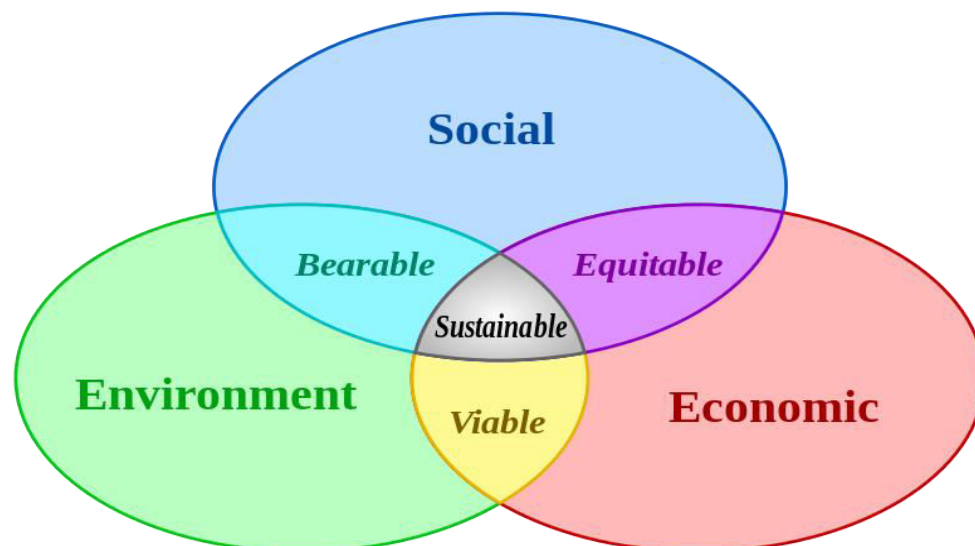 Social
Bearable
Equitable
Sustainable
Environment
Economic
Viable